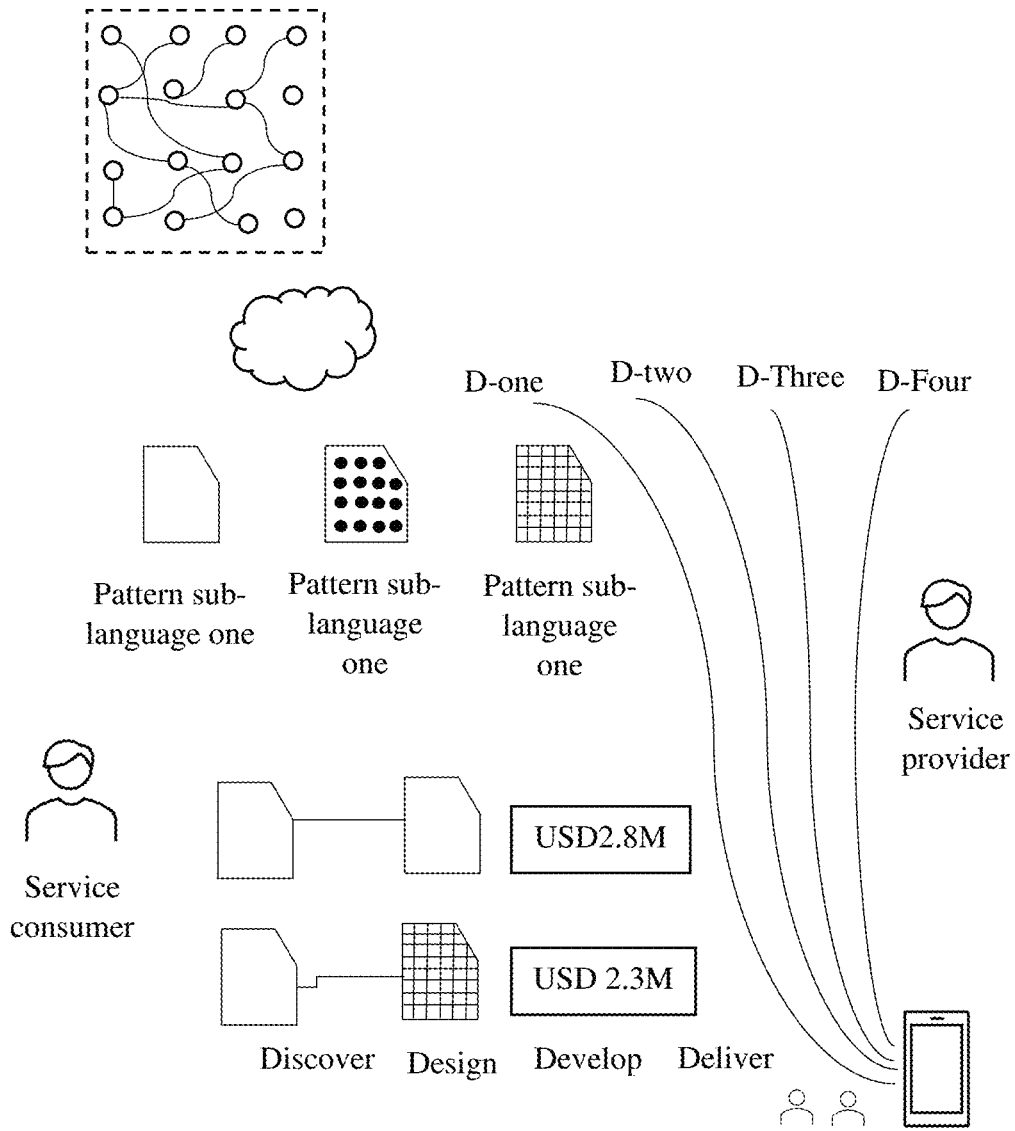 D-one
D-two
D-Three
D-Four
Pattern sub-
language one
Pattern sub-
language
one
Pattern sub-
language
one
Service
provider
Service
consumer
USD2.8M
USD 2.3M
Discover
Design
Develop
Deliver